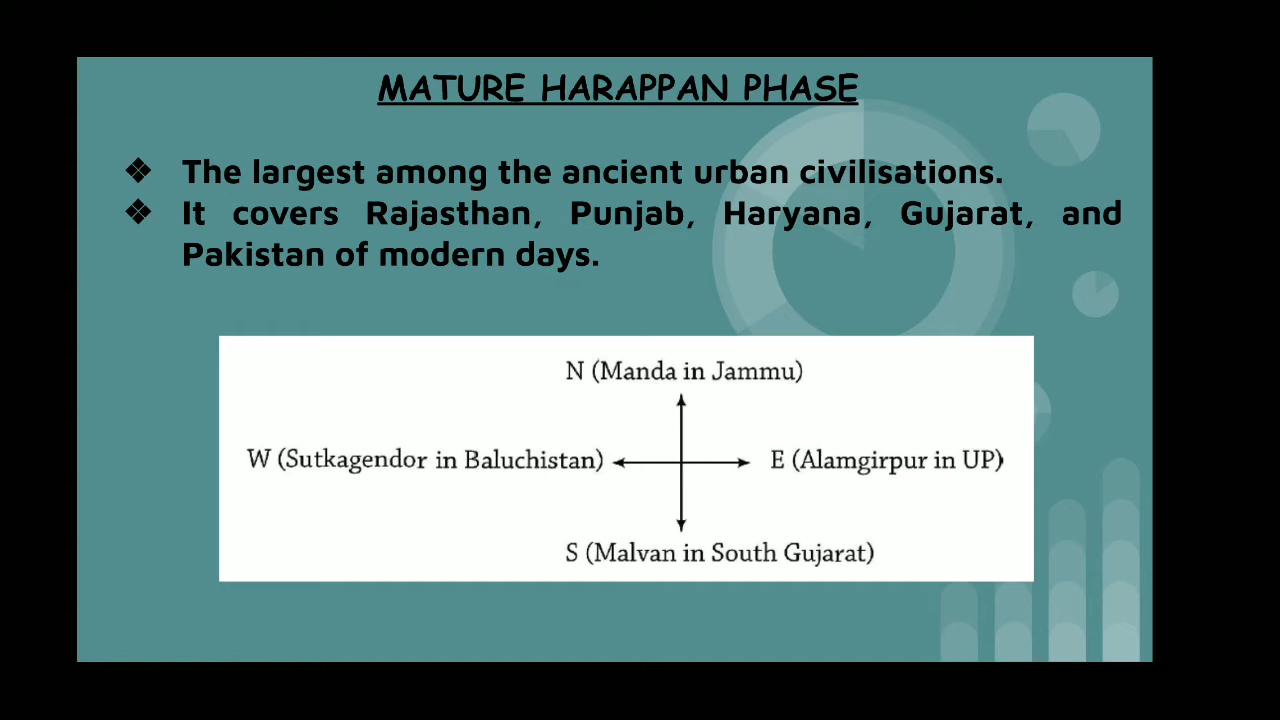 MATURE HARAPPAN PHASE
❖ The largest among the ancient urban civilisations.
❖ It covers Rajasthan, Punjab, Haryana, Gujarat, and
Pakistan of modern days.
N (Manda in Jammu)
W (Sutkagendor in Baluchistan)
E (Alamgirpur in UP)
S (Malvan in South Gujarat)